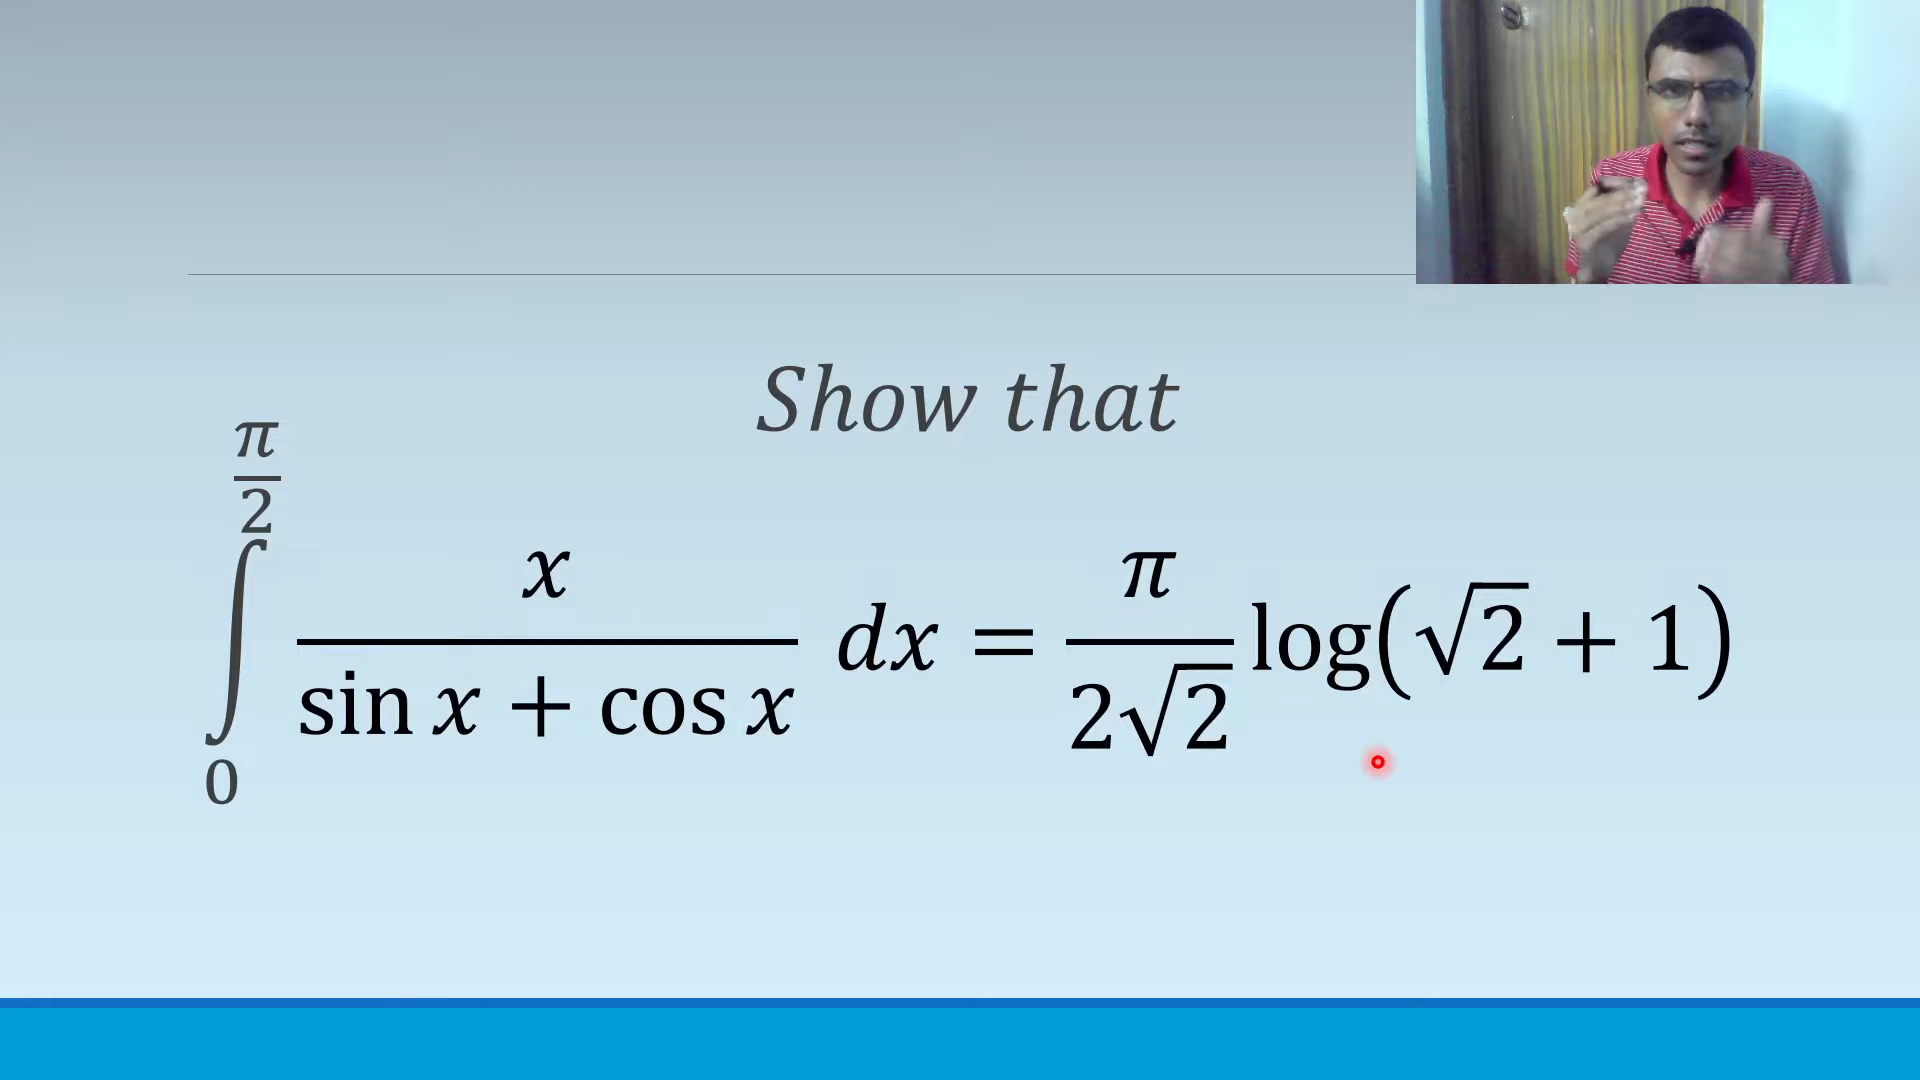 Show that
∫₀^(π/2) x/(sin x + cos x) dx = π/(2√2) log(√2 + 1)